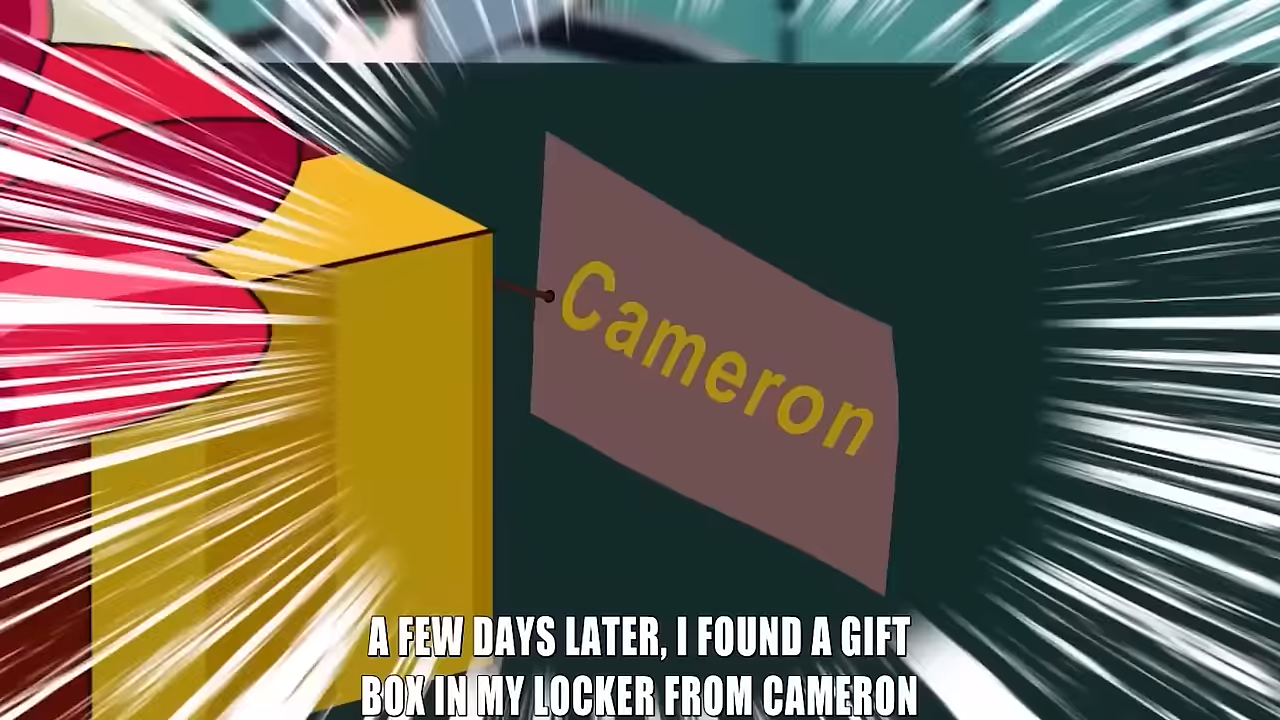 Cameron
A FEW DAYS LATER, I FOUND A GIFT
BOX IN MY LOCKER FROM CAMERON